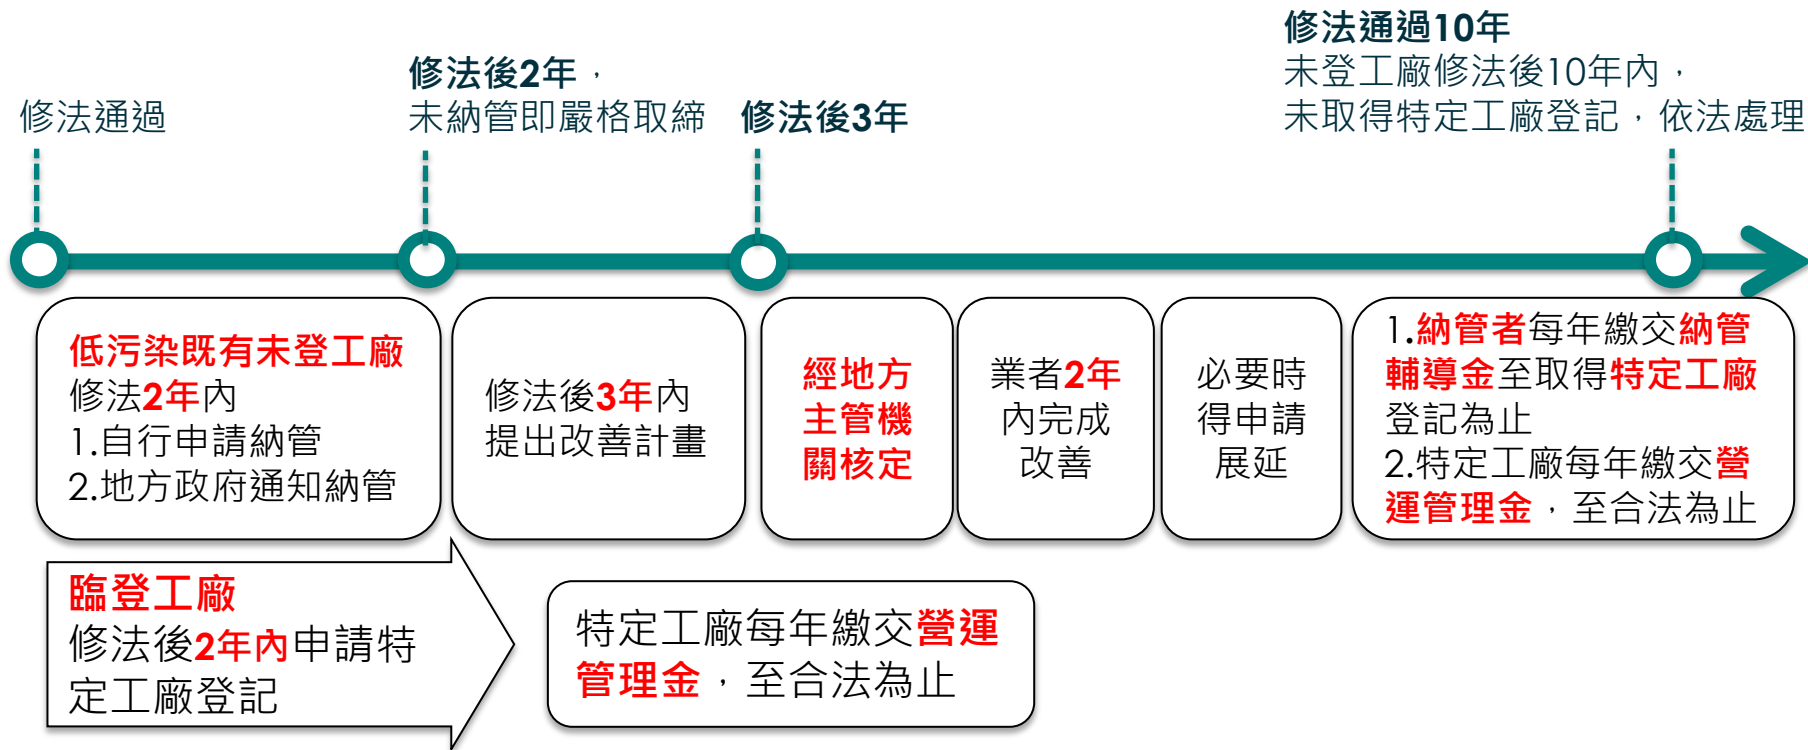 修法通過
修法後2年，
未納管即嚴格取締
修法後3年
修法通過10年
未登工廠修法後10年內，
未取得特定工廠登記，依法處理
低污染既有未登工廠
修法2年內
1.自行申請納管
2.地方政府通知納管
修法後3年內
提出改善計畫
經地方
主管機
關核定
業者2年
內完成
改善
必要時
得申請
展延
1.納管者每年繳交納管
輔導金至取得特定工廠
登記為止
2.特定工廠每年繳交營
運管理金，至合法為止
臨登工廠
修法後2年內申請特
定工廠登記
特定工廠每年繳交營運
管理金，至合法為止